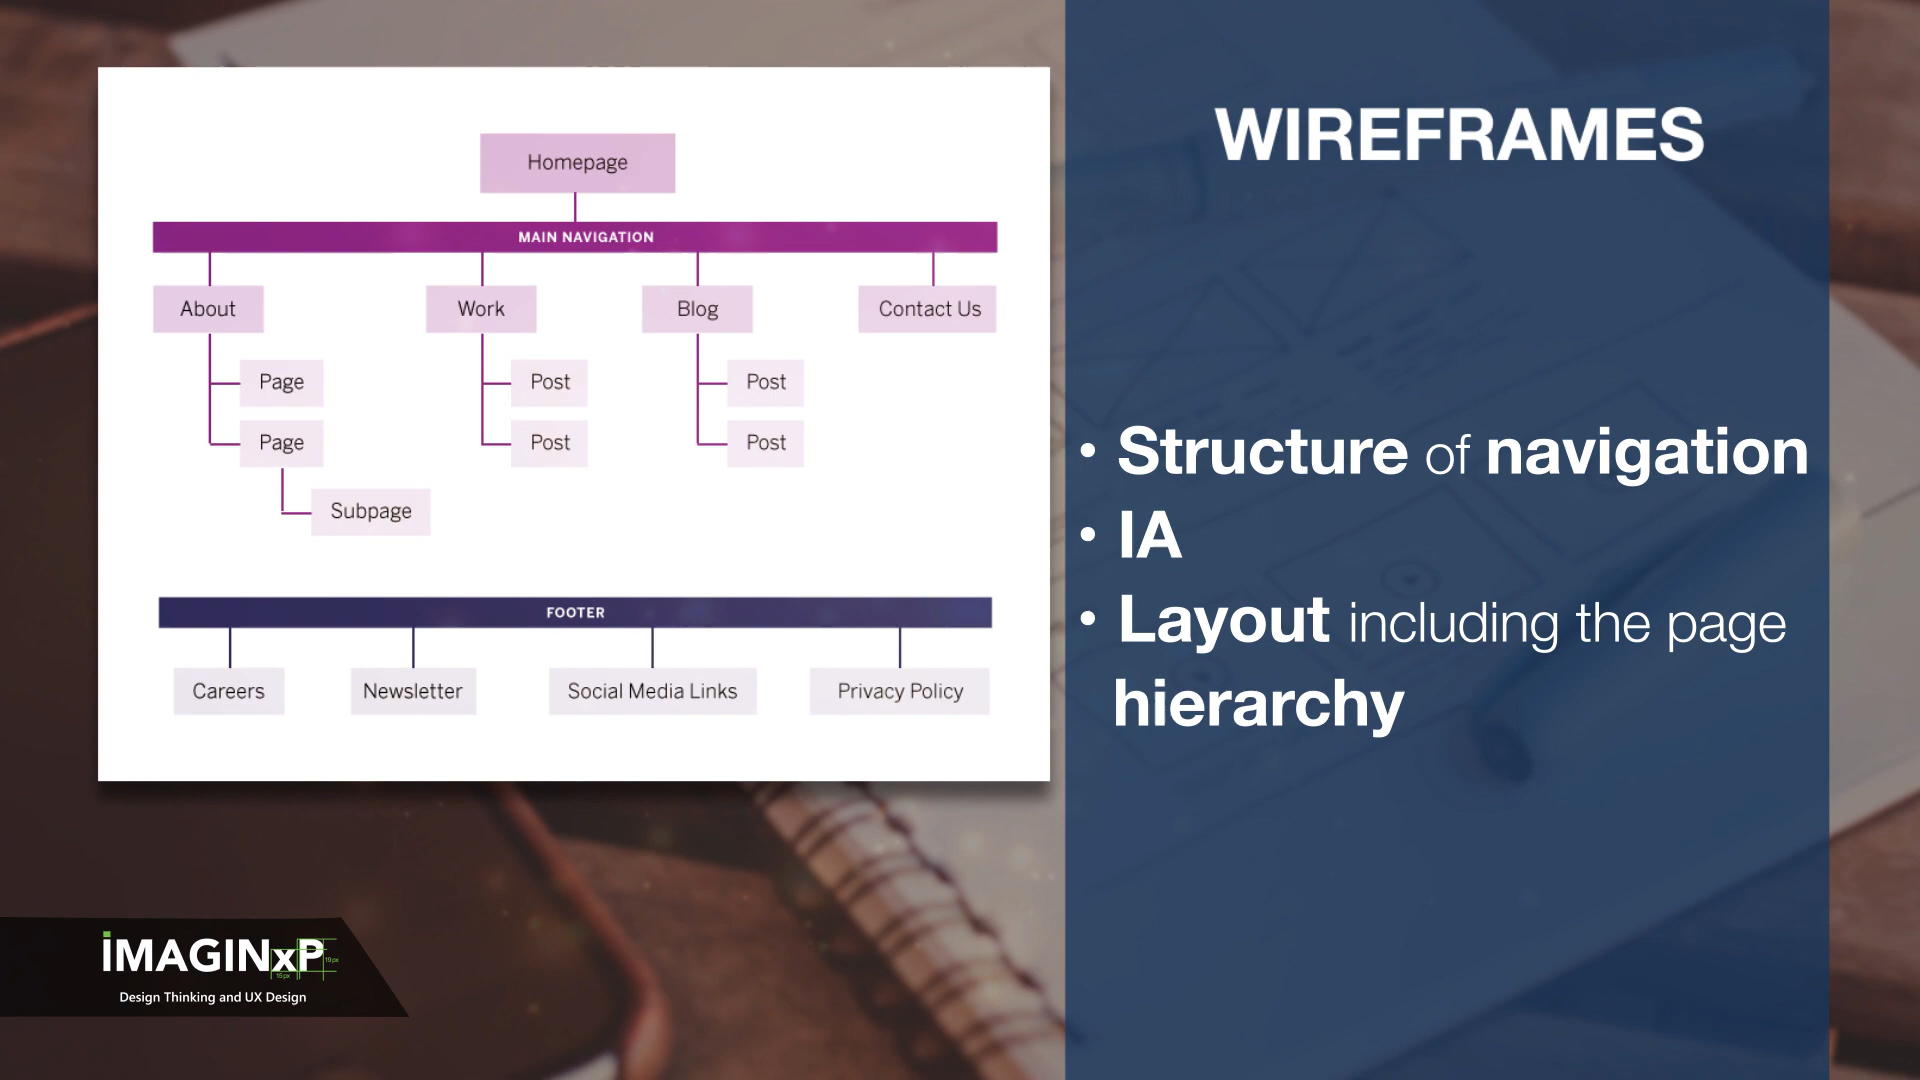 Homepage
MAIN NAVIGATION
About
Work
Blog
Contact Us
Page
Post
Post
Page
Post
Post
Subpage
FOOTER
Careers
Newsletter
Social Media Links
Privacy Policy
WIREFRAMES
• Structure of navigation
• IA
• Layout including the page
hierarchy
iMAGINxP
15px
19px
Design Thinking and UX Design